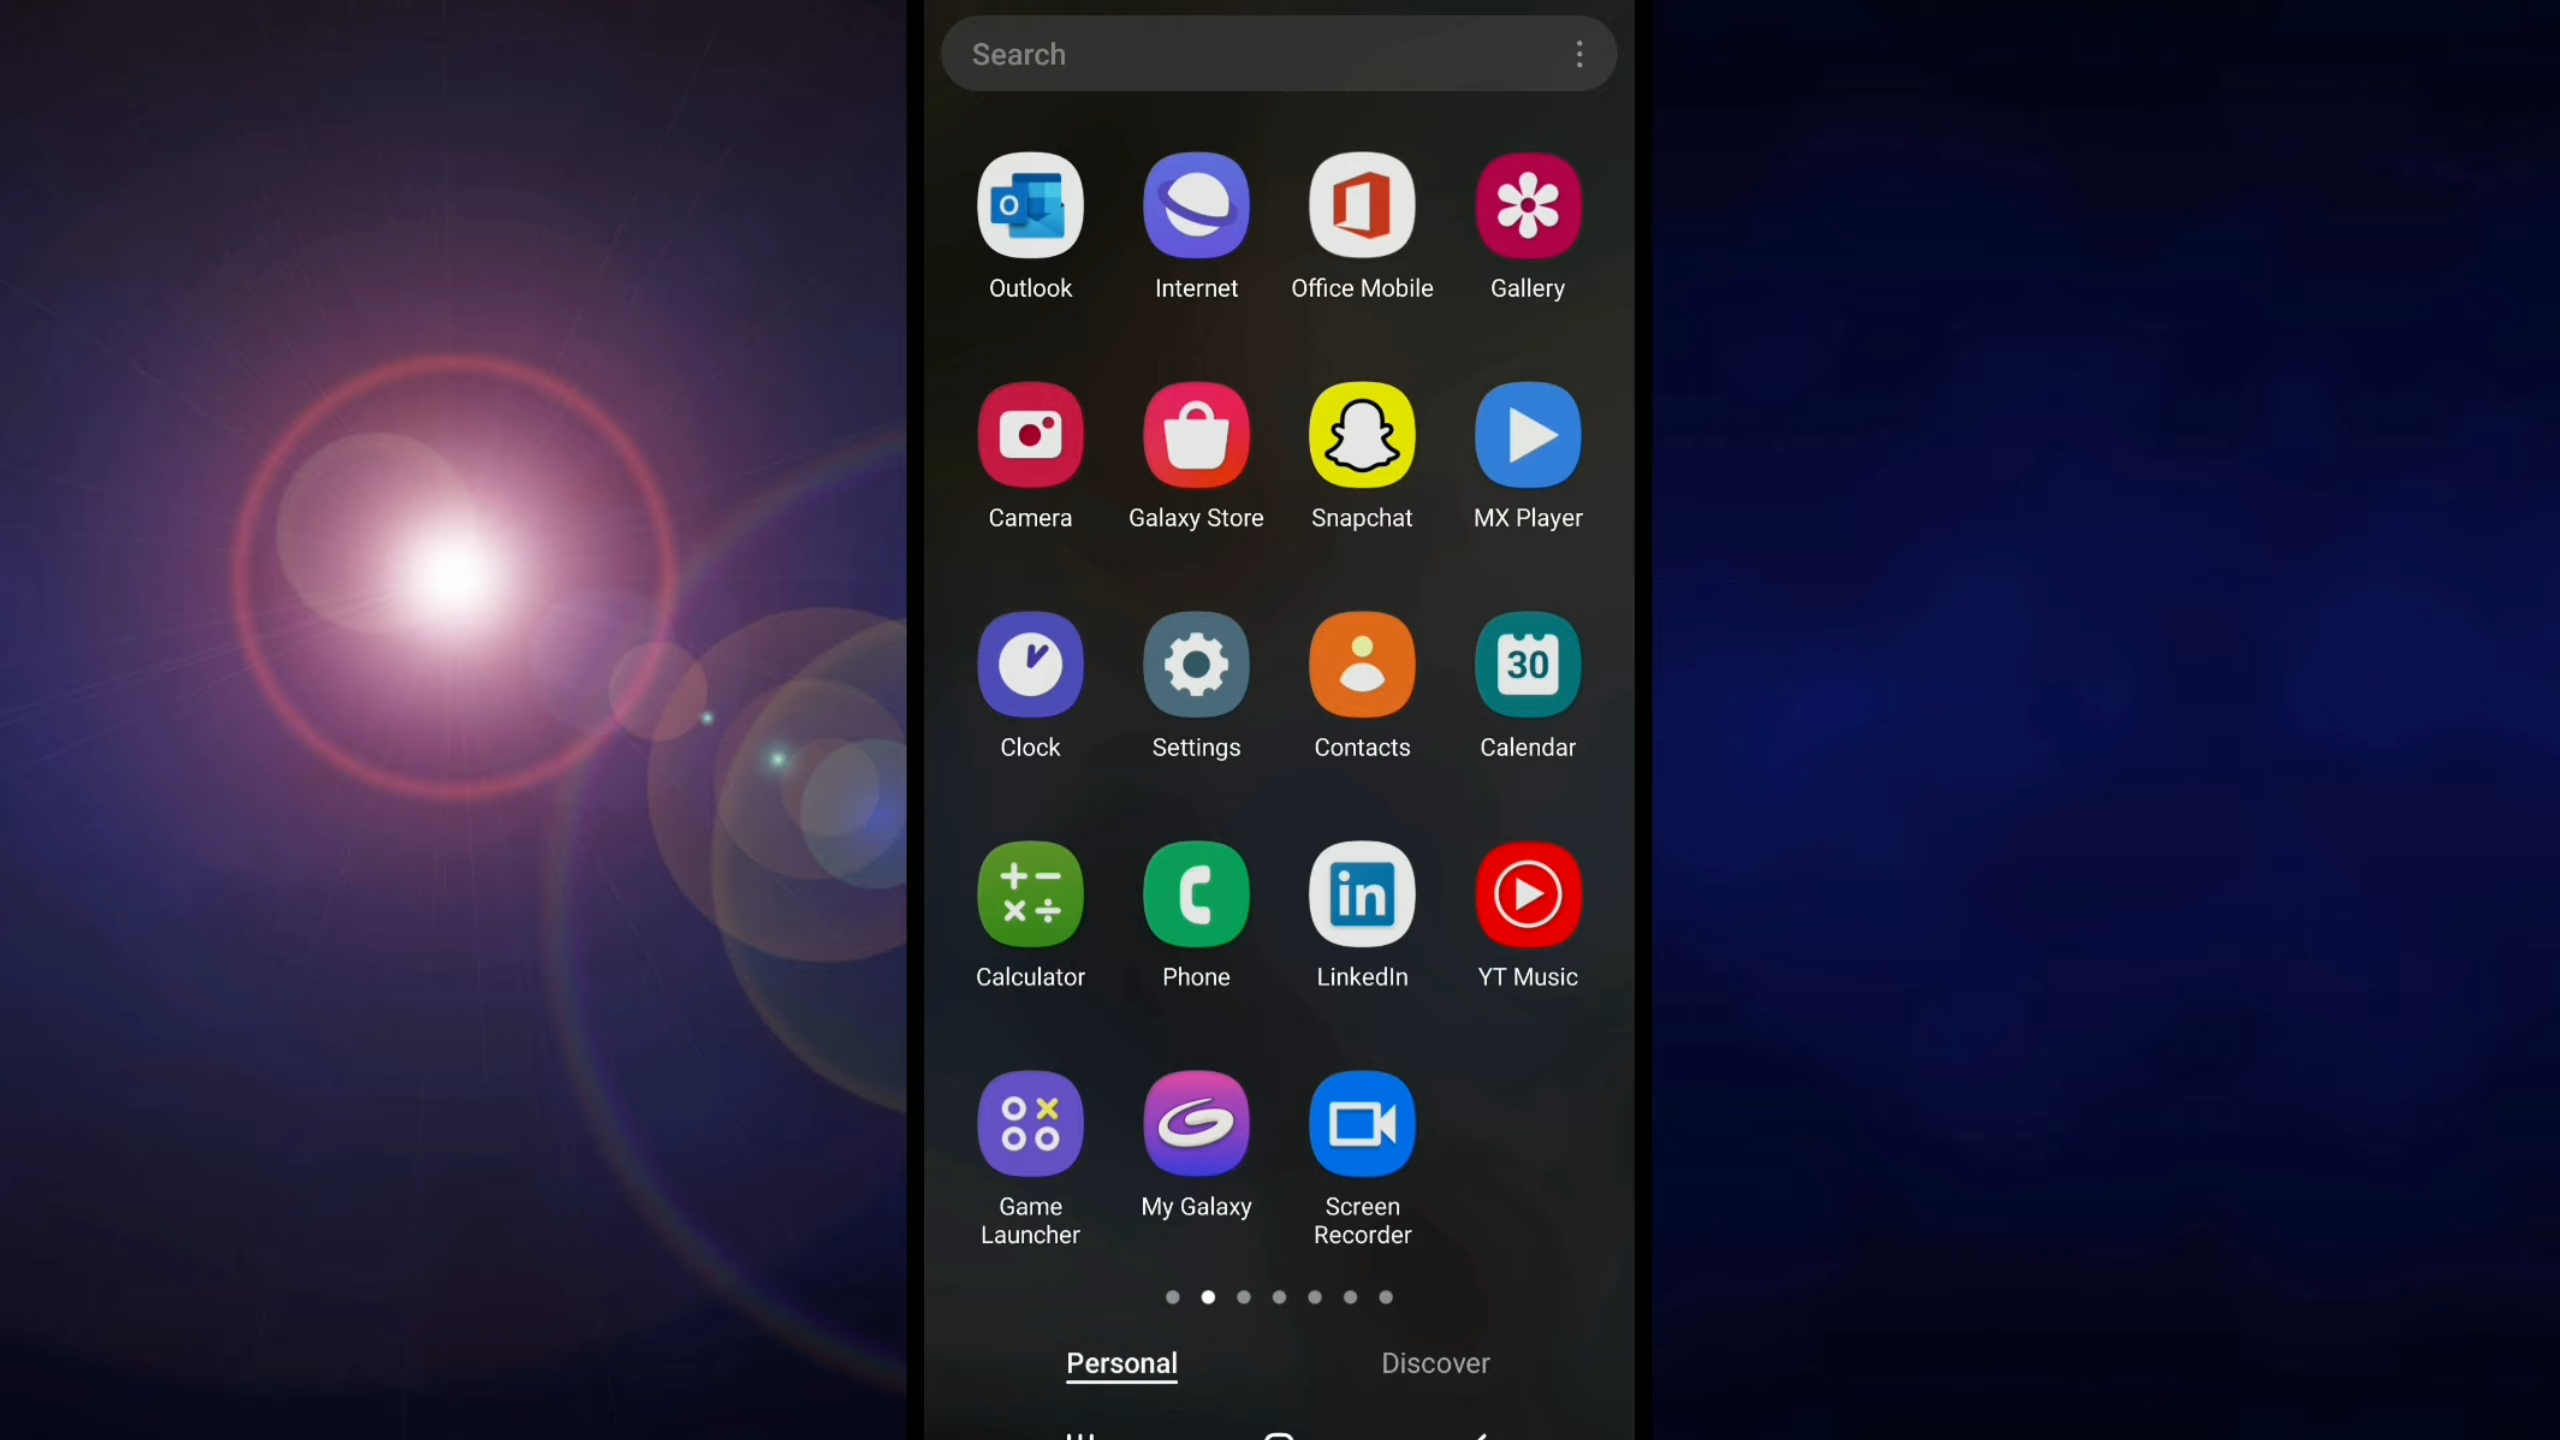 Search
Outlook Internet Office Mobile Gallery
Camera Galaxy Store Snapchat MX Player
30
Clock Settings Contacts Calendar
in
Calculator Phone LinkedIn YT Music
Game Launcher My Galaxy Screen Recorder
Personal Discover